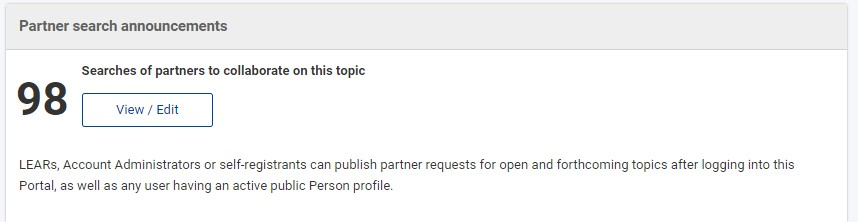 Partner search announcements
Searches of partners to collaborate on this topic
98
View / Edit
LEARs, Account Administrators or self-registrants can publish partner requests for open and forthcoming topics after logging into this
Portal, as well as any user having an active public Person profile.